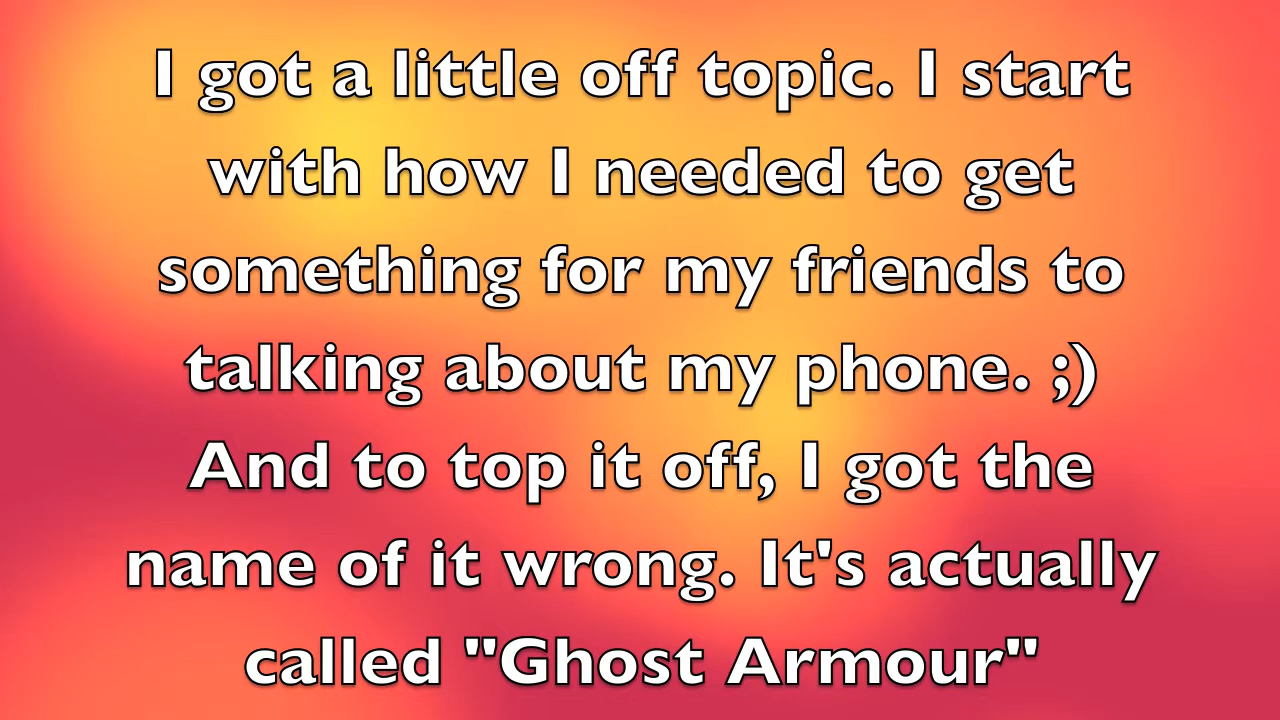 I got a little off topic. I start
with how I needed to get
something for my friends to
talking about my phone. ;)
And to top it off, I got the
name of it wrong. It's actually
called "Ghost Armour"